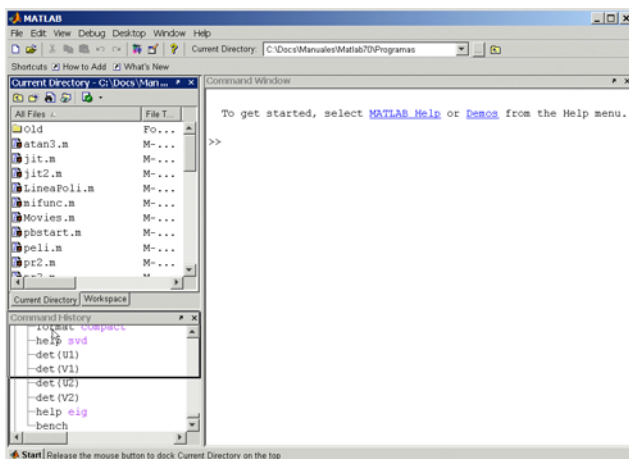 MATLAB
File Edit View Debug Desktop Window Help
Current Directory: C:\Docs\Manuales\Matlab70\Programas
Shortcuts How to Add What's New
Current Directory - C:\Docs\Man...
All Files File T...
Old Fo...
atan3.m M-...
jit.m M-...
jit2.m M-...
LineaPoli.m M-...
mifunc.m M-...
Movies.m M-...
pbstart.m M-...
peli.m M-...
pr2.m M-...
Current Directory Workspace
Command History
format compact
help svd
det(U1)
det(V1)
det(U2)
det(V2)
help eig
bench
Command Window
To get started, select MATLAB Help or Demos from the Help menu.
>>
Start Release the mouse button to dock Current Directory on the top